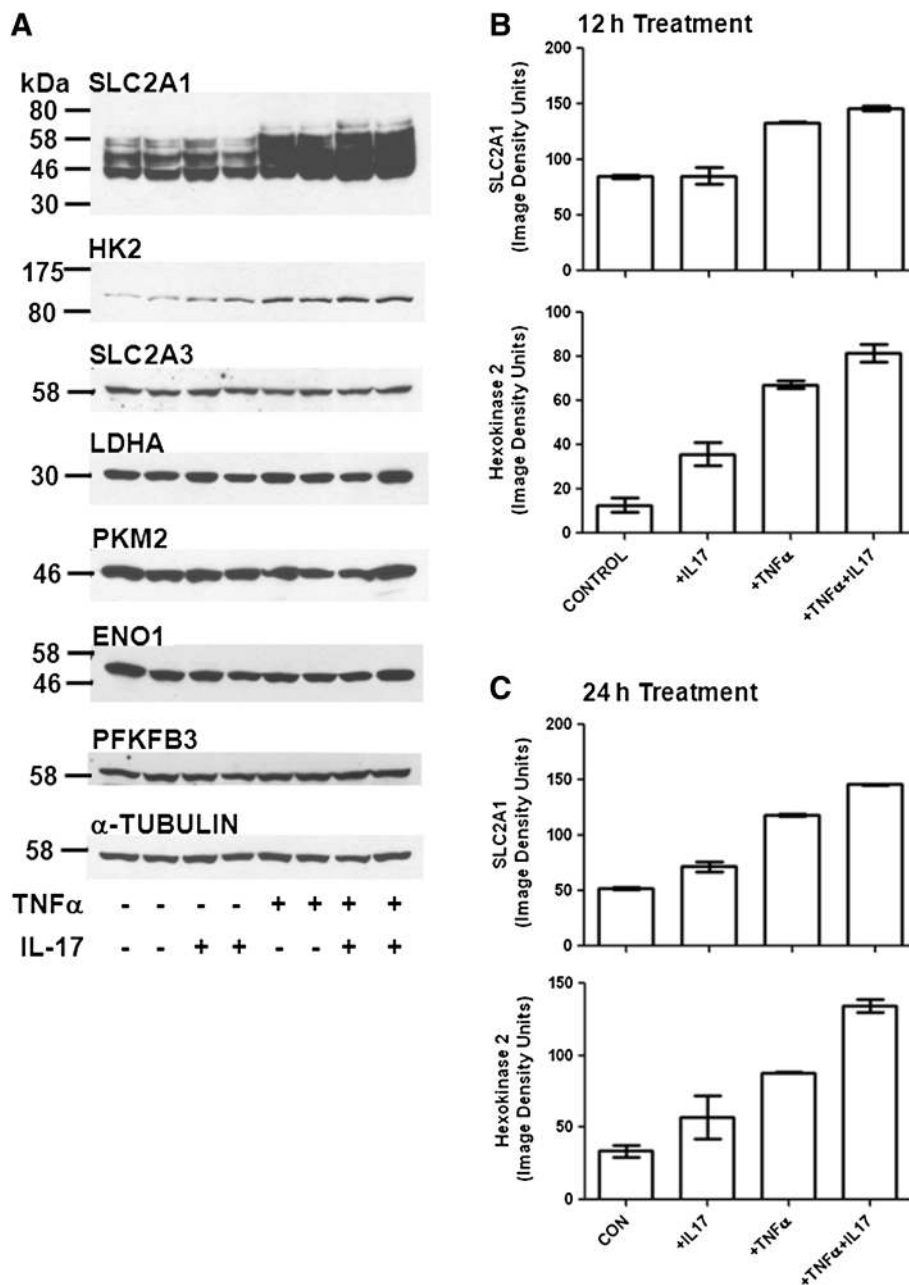 A
kDa SLC2A1
80
58
46
30
HK2
175
80
SLC2A3
58
LDHA
30
PKM2
46
ENO1
58
46
PFKFB3
58
α-TUBULIN
58
TNFα - - - - + + + +
IL-17 - - + + - - + +
B 12 h Treatment
SLC2A1
(Image Density Units)
200
150
100
50
0
Hexokinase 2
(Image Density Units)
100
80
60
40
20
0
CONTROL
+IL17
+TNFα
+TNFα+IL17
C 24 h Treatment
SLC2A1
(Image Density Units)
200
150
100
50
0
Hexokinase 2
(Image Density Units)
150
100
50
0
CON
+IL17
+TNFα
+TNFα+IL17